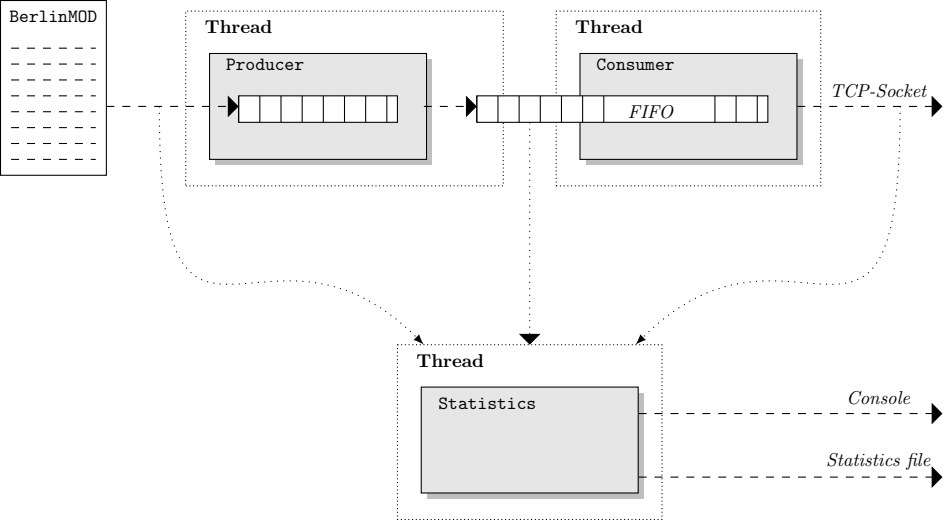 BerlinMOD
Thread
Producer
Thread
Consumer
FIFO
TCP-Socket
Thread
Statistics
Console
Statistics file